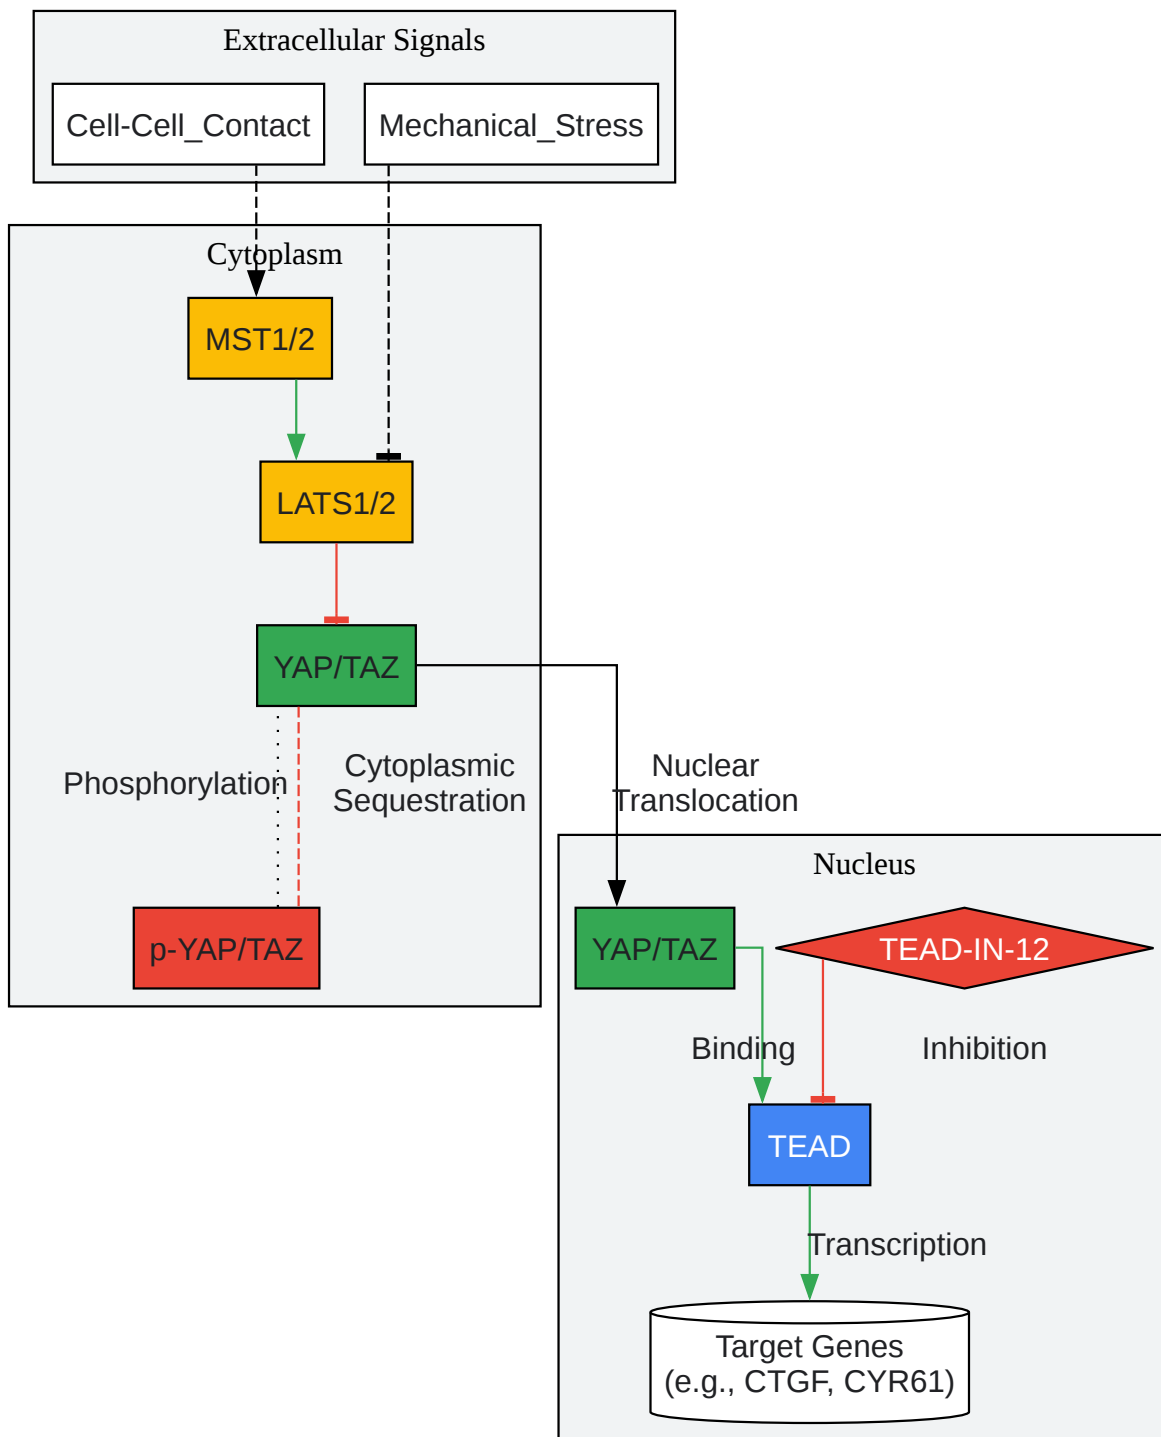 Extracellular Signals
Cell-Cell_Contact
Mechanical_Stress
Cytoplasm
MST1/2
LATS1/2
YAP/TAZ
Phosphorylation
Cytoplasmic
Sequestration
Nuclear
Translocation
p-YAP/TAZ
Nucleus
YAP/TAZ
TEAD-IN-12
Binding
Inhibition
TEAD
Transcription
Target Genes
(e.g., CTGF, CYR61)